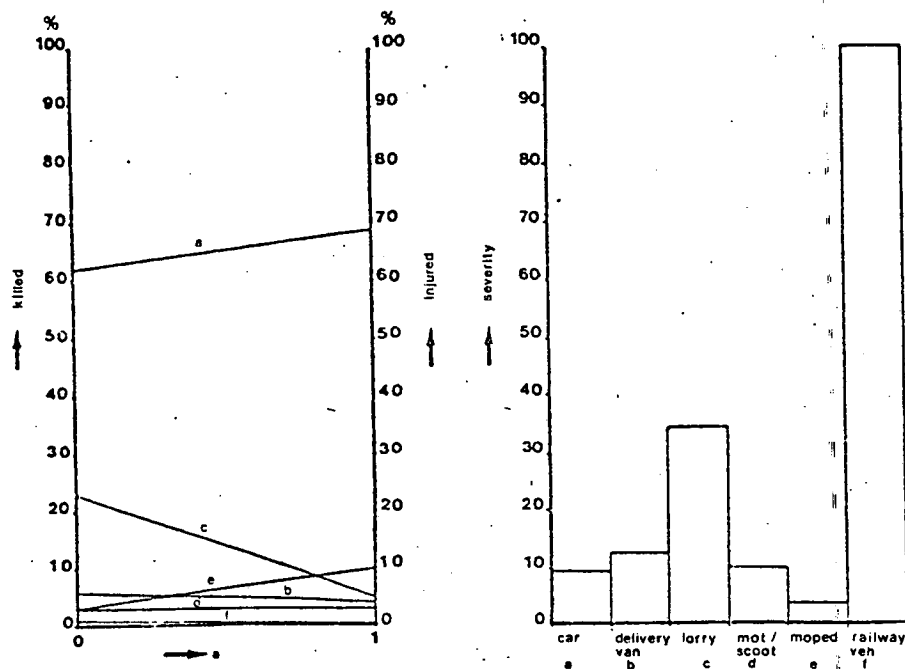 %
%
100
100
100
90
90
90
80
80
80
70
70
70
a
60
60
60
killed
Injured
severity
50
50
50
40
40
40
30
30
30
20
20
20
c
10
10
10
e
b
d
f
0
0
0
0
1
a
car
delivery van
lorry
mot / scoot
moped
railway veh
a
b
c
d
e
f